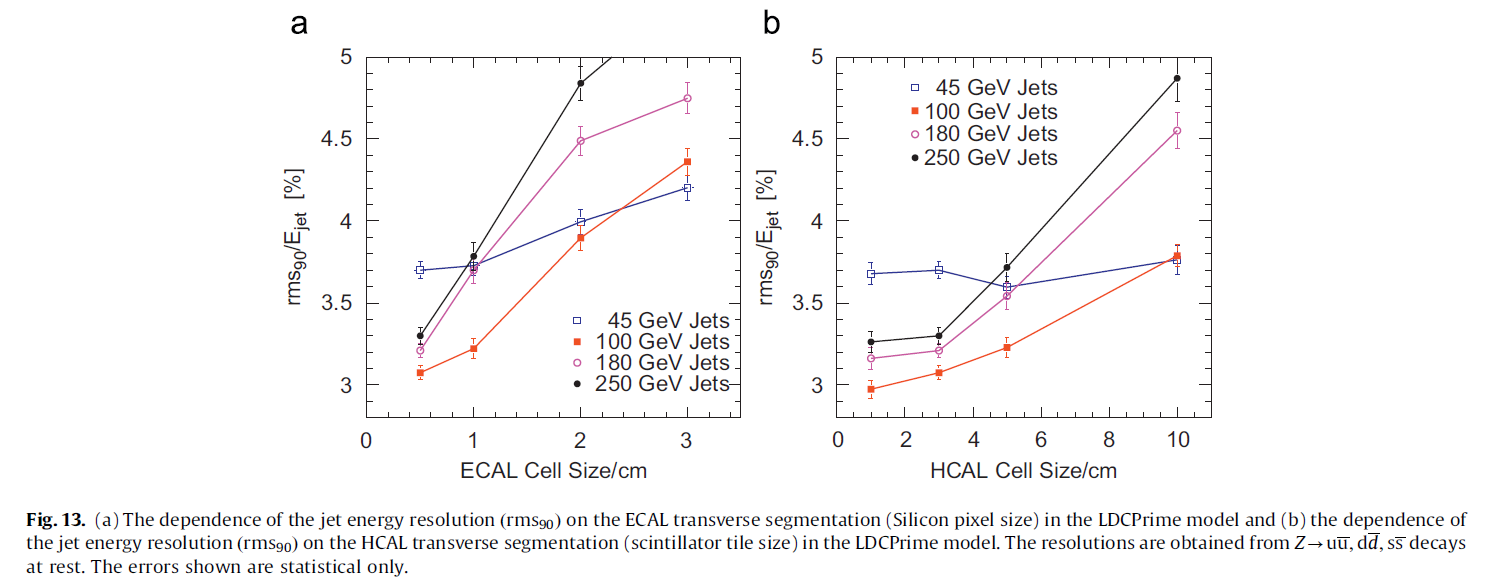 a
b
5
4.5
4
3.5
3
rms90/Ejet [%]
45 GeV Jets
100 GeV Jets
180 GeV Jets
250 GeV Jets
0 1 2 3
ECAL Cell Size/cm
5
4.5
4
3.5
3
rms90/Ejet [%]
45 GeV Jets
100 GeV Jets
180 GeV Jets
250 GeV Jets
0 2 4 6 8 10
HCAL Cell Size/cm
Fig. 13. (a) The dependence of the jet energy resolution (rms₉₀) on the ECAL transverse segmentation (Silicon pixel size) in the LDCPrime model and (b) the dependence of
the jet energy resolution (rms₉₀) on the HCAL transverse segmentation (scintillator tile size) in the LDCPrime model. The resolutions are obtained from Z→uu̅, dd̅, ss̅ decays
at rest. The errors shown are statistical only.